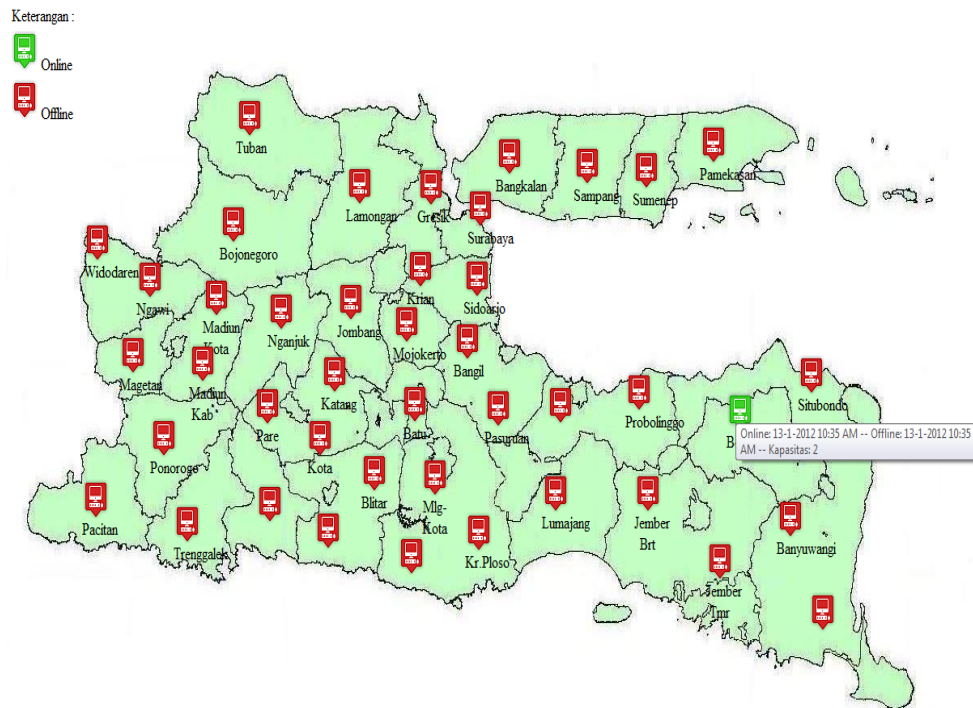 Keterangan :
Online
Offline
Tuban
Bangkalan
Sampang
Sumenep
Pamekasan
Lamongan
Gresik
Surabaya
Bojonegoro
Widodaren
Ngawi
Madiun
Kota
Nganjuk
Jombang
Krian
Sidoarjo
Mojokerto
Bangil
Magetan
Madiun
Kab
Katang
Pare
Kota
Batu
Pasuruan
Probolinggo
Situbondo
Online: 13-1-2012 10:35 AM -- Offline: 13-1-2012 10:35
AM -- Kapasitas: 2
Ponorogo
Blitar
Mlg-
Kota
Lumajang
Jember
Brt
Banyuwangi
Pacitan
Trenggalek
Kr.Ploso
Jember
Tmr